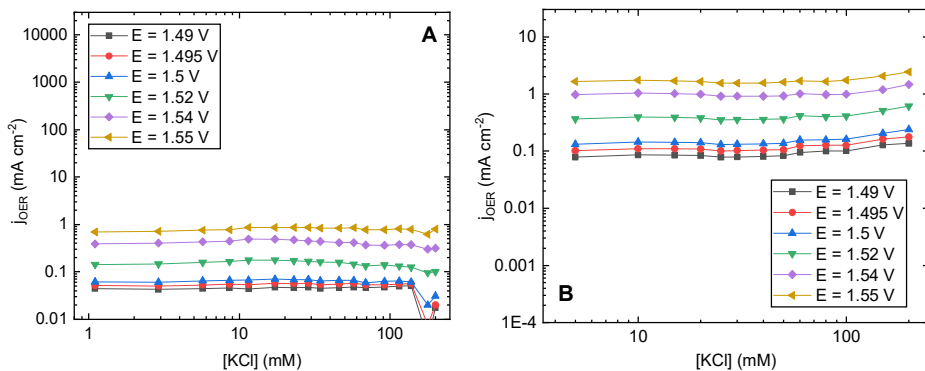 10000
1000
100
10
1
0.1
0.01
1
10
100
j_OER (mA cm⁻²)
[KCl] (mM)
A
E = 1.49 V
E = 1.495 V
E = 1.5 V
E = 1.52 V
E = 1.54 V
E = 1.55 V
10
1
0.1
0.01
0.001
1E-4
10
100
j_OER (mA cm⁻²)
[KCl] (mM)
B
E = 1.49 V
E = 1.495 V
E = 1.5 V
E = 1.52 V
E = 1.54 V
E = 1.55 V